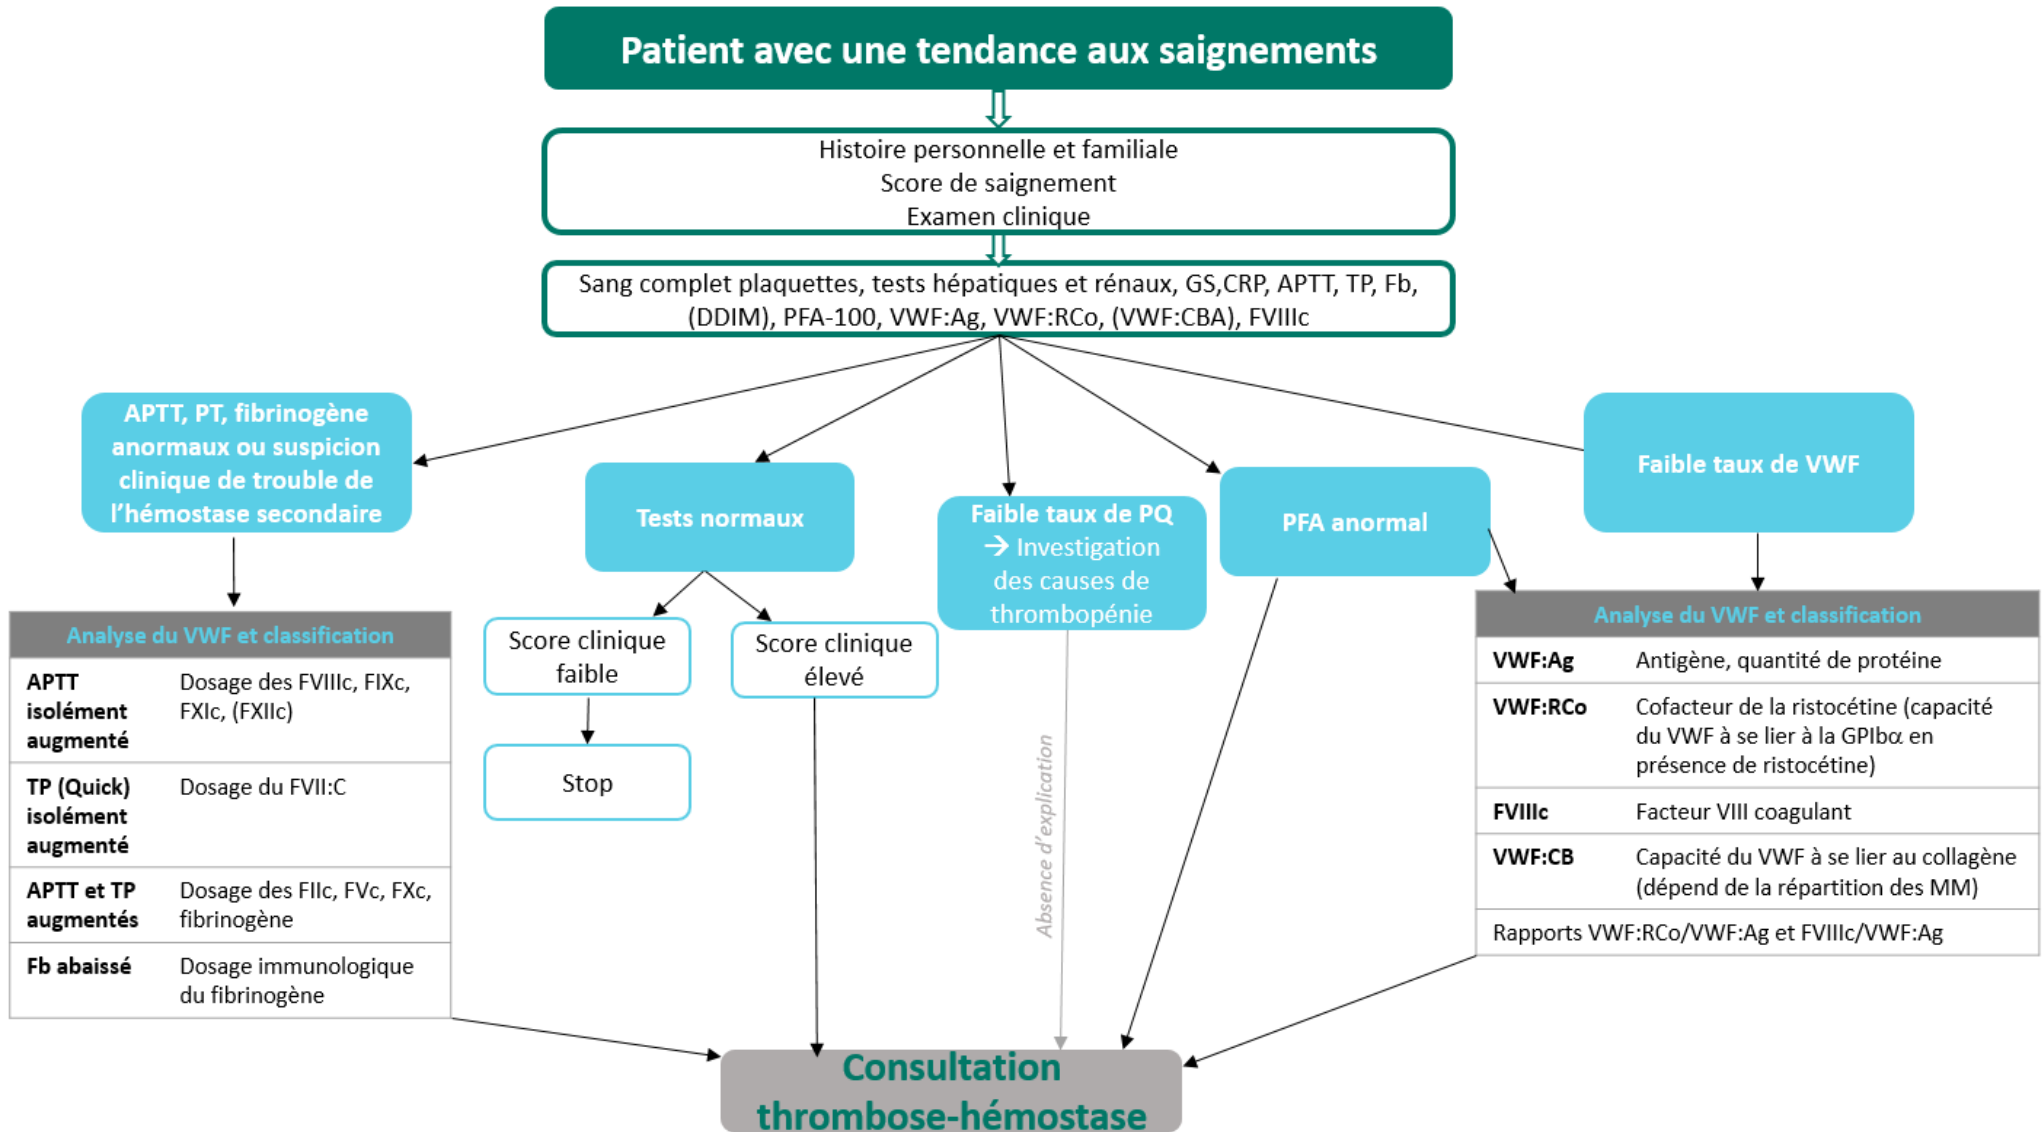 Patient avec une tendance aux saignements
Histoire personnelle et familiale
Score de saignement
Examen clinique
Sang complet plaquettes, tests hépatiques et rénaux, GS,CRP, APTT, TP, Fb,
(DDIM), PFA-100, VWF:Ag, VWF:RCo, (VWF:CBA), FVIIIc
APTT, PT, fibrinogène
anormaux ou suspicion
clinique de trouble de
l'hémostase secondaire
Tests normaux
Faible taux de PQ
→ Investigation
des causes de
thrombopénie
PFA anormal
Faible taux de VWF
Analyse du VWF et classification
APTT
isolément
augmenté
Dosage des FVIIIc, FIXc,
FXIc, (FXIIc)
TP (Quick)
isolément
augmenté
Dosage du FVII:C
APTT et TP
augmentés
Dosage des FIIc, FVc, FXc,
fibrinogène
Fb abaissé
Dosage immunologique
du fibrinogène
Score clinique
faible
Stop
Score clinique
élevé
Absence d'explication
Analyse du VWF et classification
VWF:Ag
Antigène, quantité de protéine
VWF:RCo
Cofacteur de la ristocétine (capacité
du VWF à se lier à la GPIbα en
présence de ristocétine)
FVIIIc
Facteur VIII coagulant
VWF:CB
Capacité du VWF à se lier au collagène
(dépend de la répartition des MM)
Rapports VWF:RCo/VWF:Ag et FVIIIc/VWF:Ag
Consultation
thrombose-hémostase